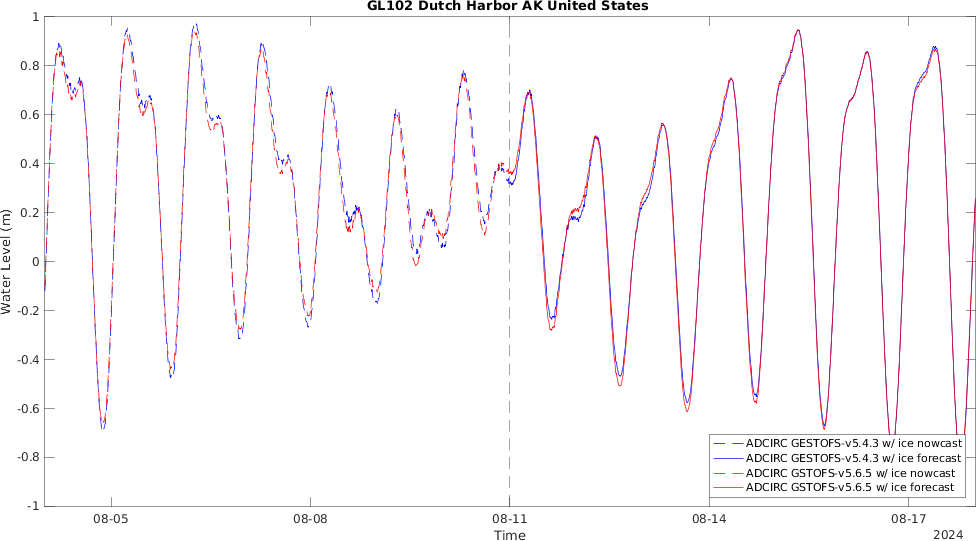 GL102 Dutch Harbor AK United States
1
0.8
0.6
0.4
0.2
0
-0.2
-0.4
-0.6
-0.8
-1
Water Level (m)
08-05
08-08
08-11
08-14
08-17
Time
2024
ADCIRC GESTOFS-v5.4.3 w/ ice nowcast
ADCIRC GESTOFS-v5.4.3 w/ ice forecast
ADCIRC GSTOFS-v5.6.5 w/ ice nowcast
ADCIRC GSTOFS-v5.6.5 w/ ice forecast